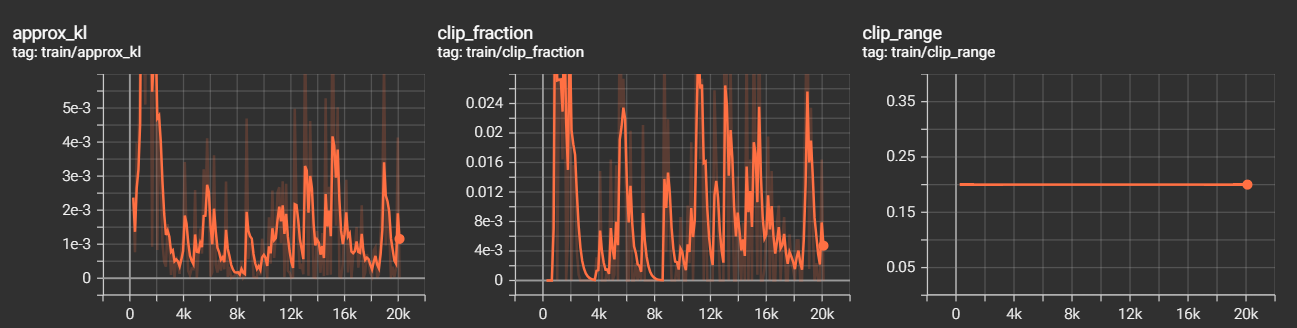 approx_kl
tag: train/approx_kl
5e-3
4e-3
3e-3
2e-3
1e-3
0
0 4k 8k 12k 16k 20k
clip_fraction
tag: train/clip_fraction
0.024
0.02
0.016
0.012
8e-3
4e-3
0
0 4k 8k 12k 16k 20k
clip_range
tag: train/clip_range
0.35
0.25
0.15
0.05
0 4k 8k 12k 16k 20k